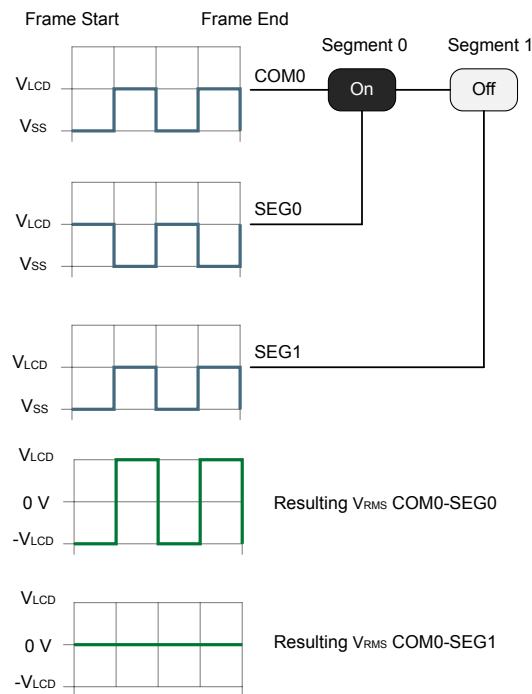 Frame Start Frame End
Segment 0 Segment 1
COM0
VLCD
On Off
VSS
SEG0
VLCD
VSS
SEG1
VLCD
VSS
VLCD
0 V
Resulting VRMS COM0-SEG0
-VLCD
VLCD
0 V
Resulting VRMS COM0-SEG1
-VLCD